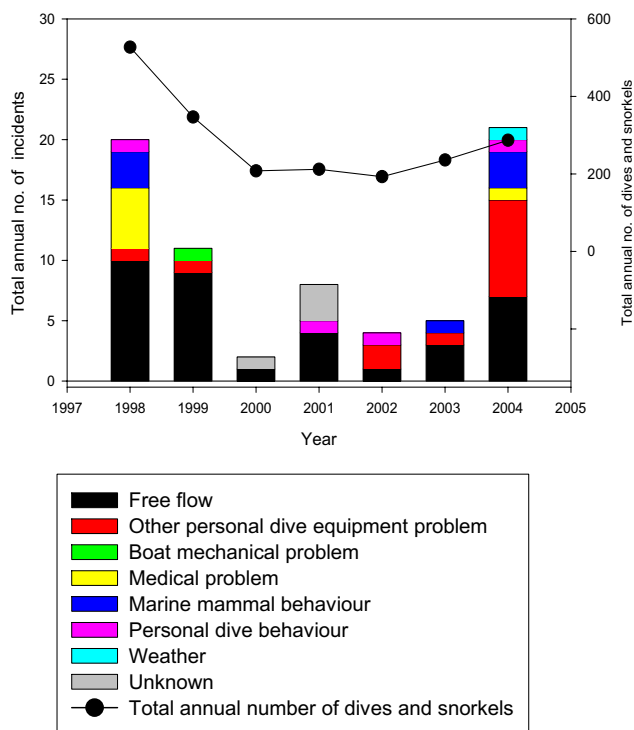 30
25
20
15
10
5
0
Total annual no. of incidents
600
400
200
0
Total annual no. of dives and snorkels
1997 1998 1999 2000 2001 2002 2003 2004 2005
Year
Free flow
Other personal dive equipment problem
Boat mechanical problem
Medical problem
Marine mammal behaviour
Personal dive behaviour
Weather
Unknown
Total annual number of dives and snorkels